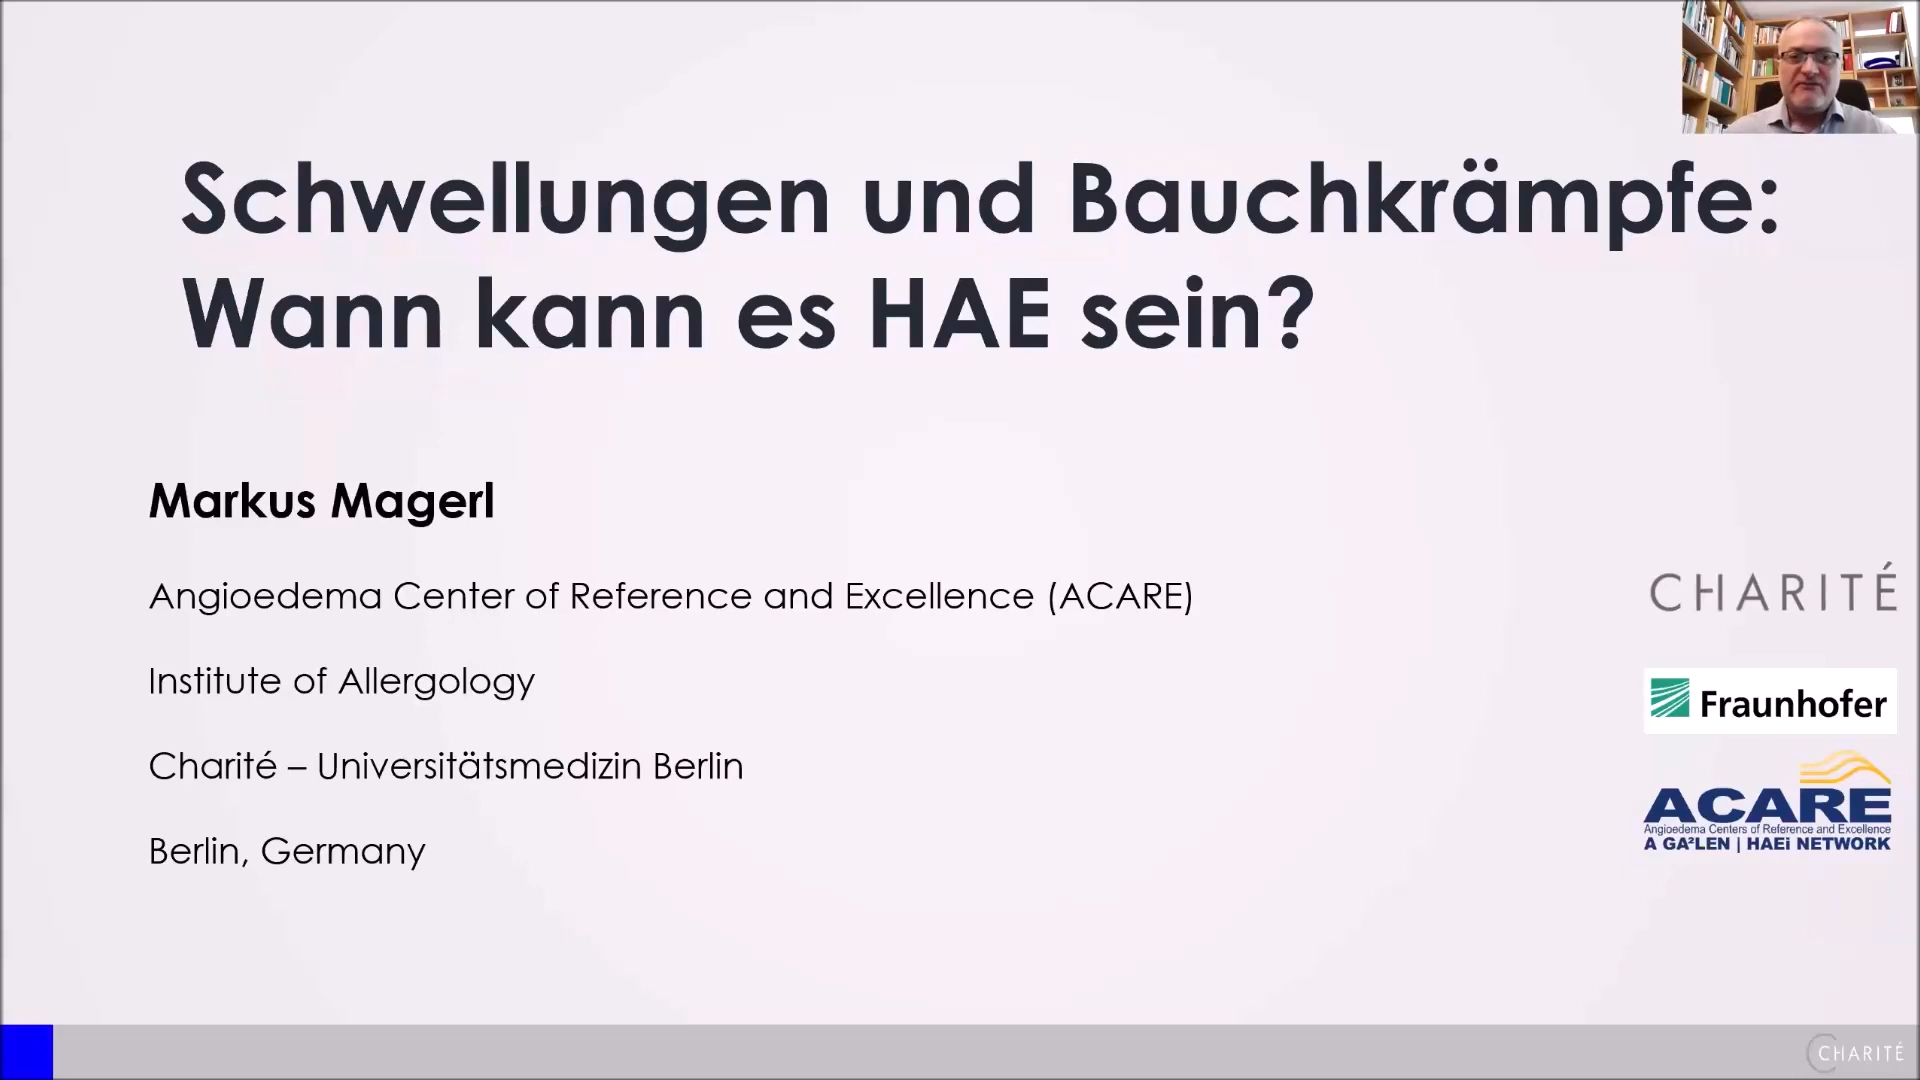 Schwellungen und Bauchkrämpfe:
Wann kann es HAE sein?
Markus Magerl
Angioedema Center of Reference and Excellence (ACARE)
Institute of Allergology
Charité – Universitätsmedizin Berlin
Berlin, Germany
CHARITÉ
Fraunhofer
ACARE
Angioedema Centers of Reference and Excellence
A GA²LEN | HAEi NETWORK
CHARITÉ